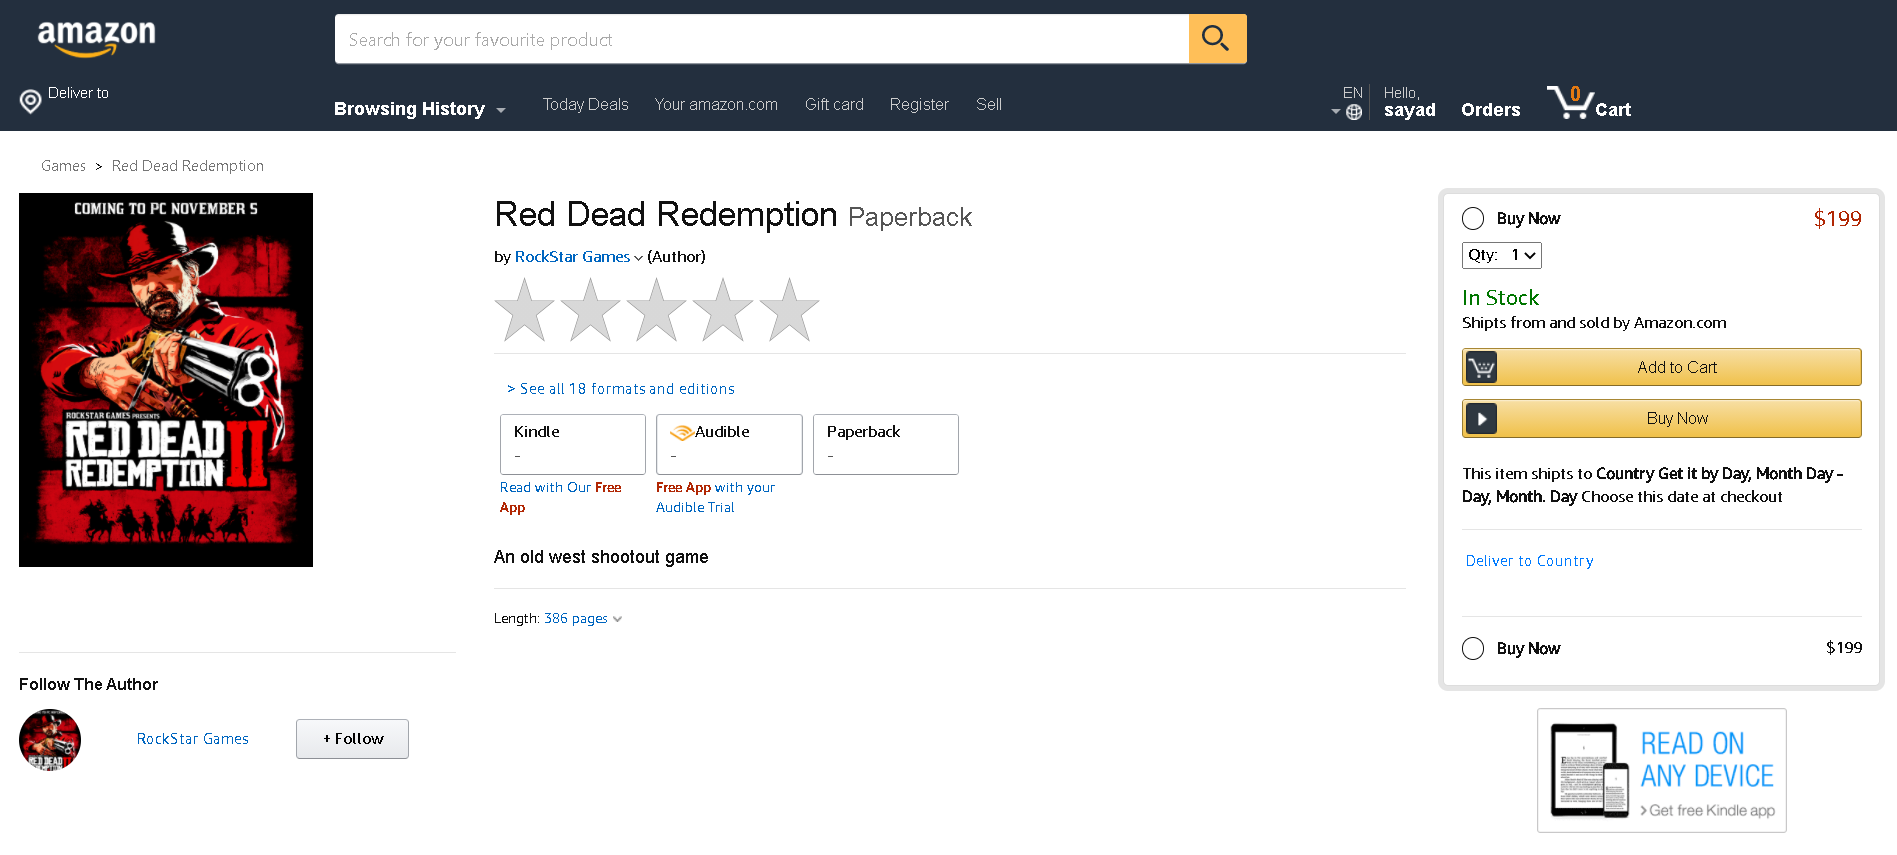 amazon
Search for your favourite product
Deliver to
Browsing History
Today Deals
Your amazon.com
Gift card
Register
Sell
EN
Hello,
sayad
Orders
0
Cart
Games > Red Dead Redemption
COMING TO PC NOVEMBER 5
ROCKSTAR GAMES PRESENTS
RED DEAD
REDEMPTION II
Red Dead Redemption Paperback
by RockStar Games (Author)
> See all 18 formats and editions
Kindle
-
Audible
-
Paperback
-
Read with Our Free
App
Free App with your
Audible Trial
An old west shootout game
Length: 386 pages
Follow The Author
RockStar Games
+ Follow
Buy Now
$199
Qty: 1
In Stock
Shipts from and sold by Amazon.com
Add to Cart
Buy Now
This item shipts to Country Get it by Day, Month Day -
Day, Month. Day Choose this date at checkout
Deliver to Country
Buy Now
$199
READ ON
ANY DEVICE
> Get free Kindle app